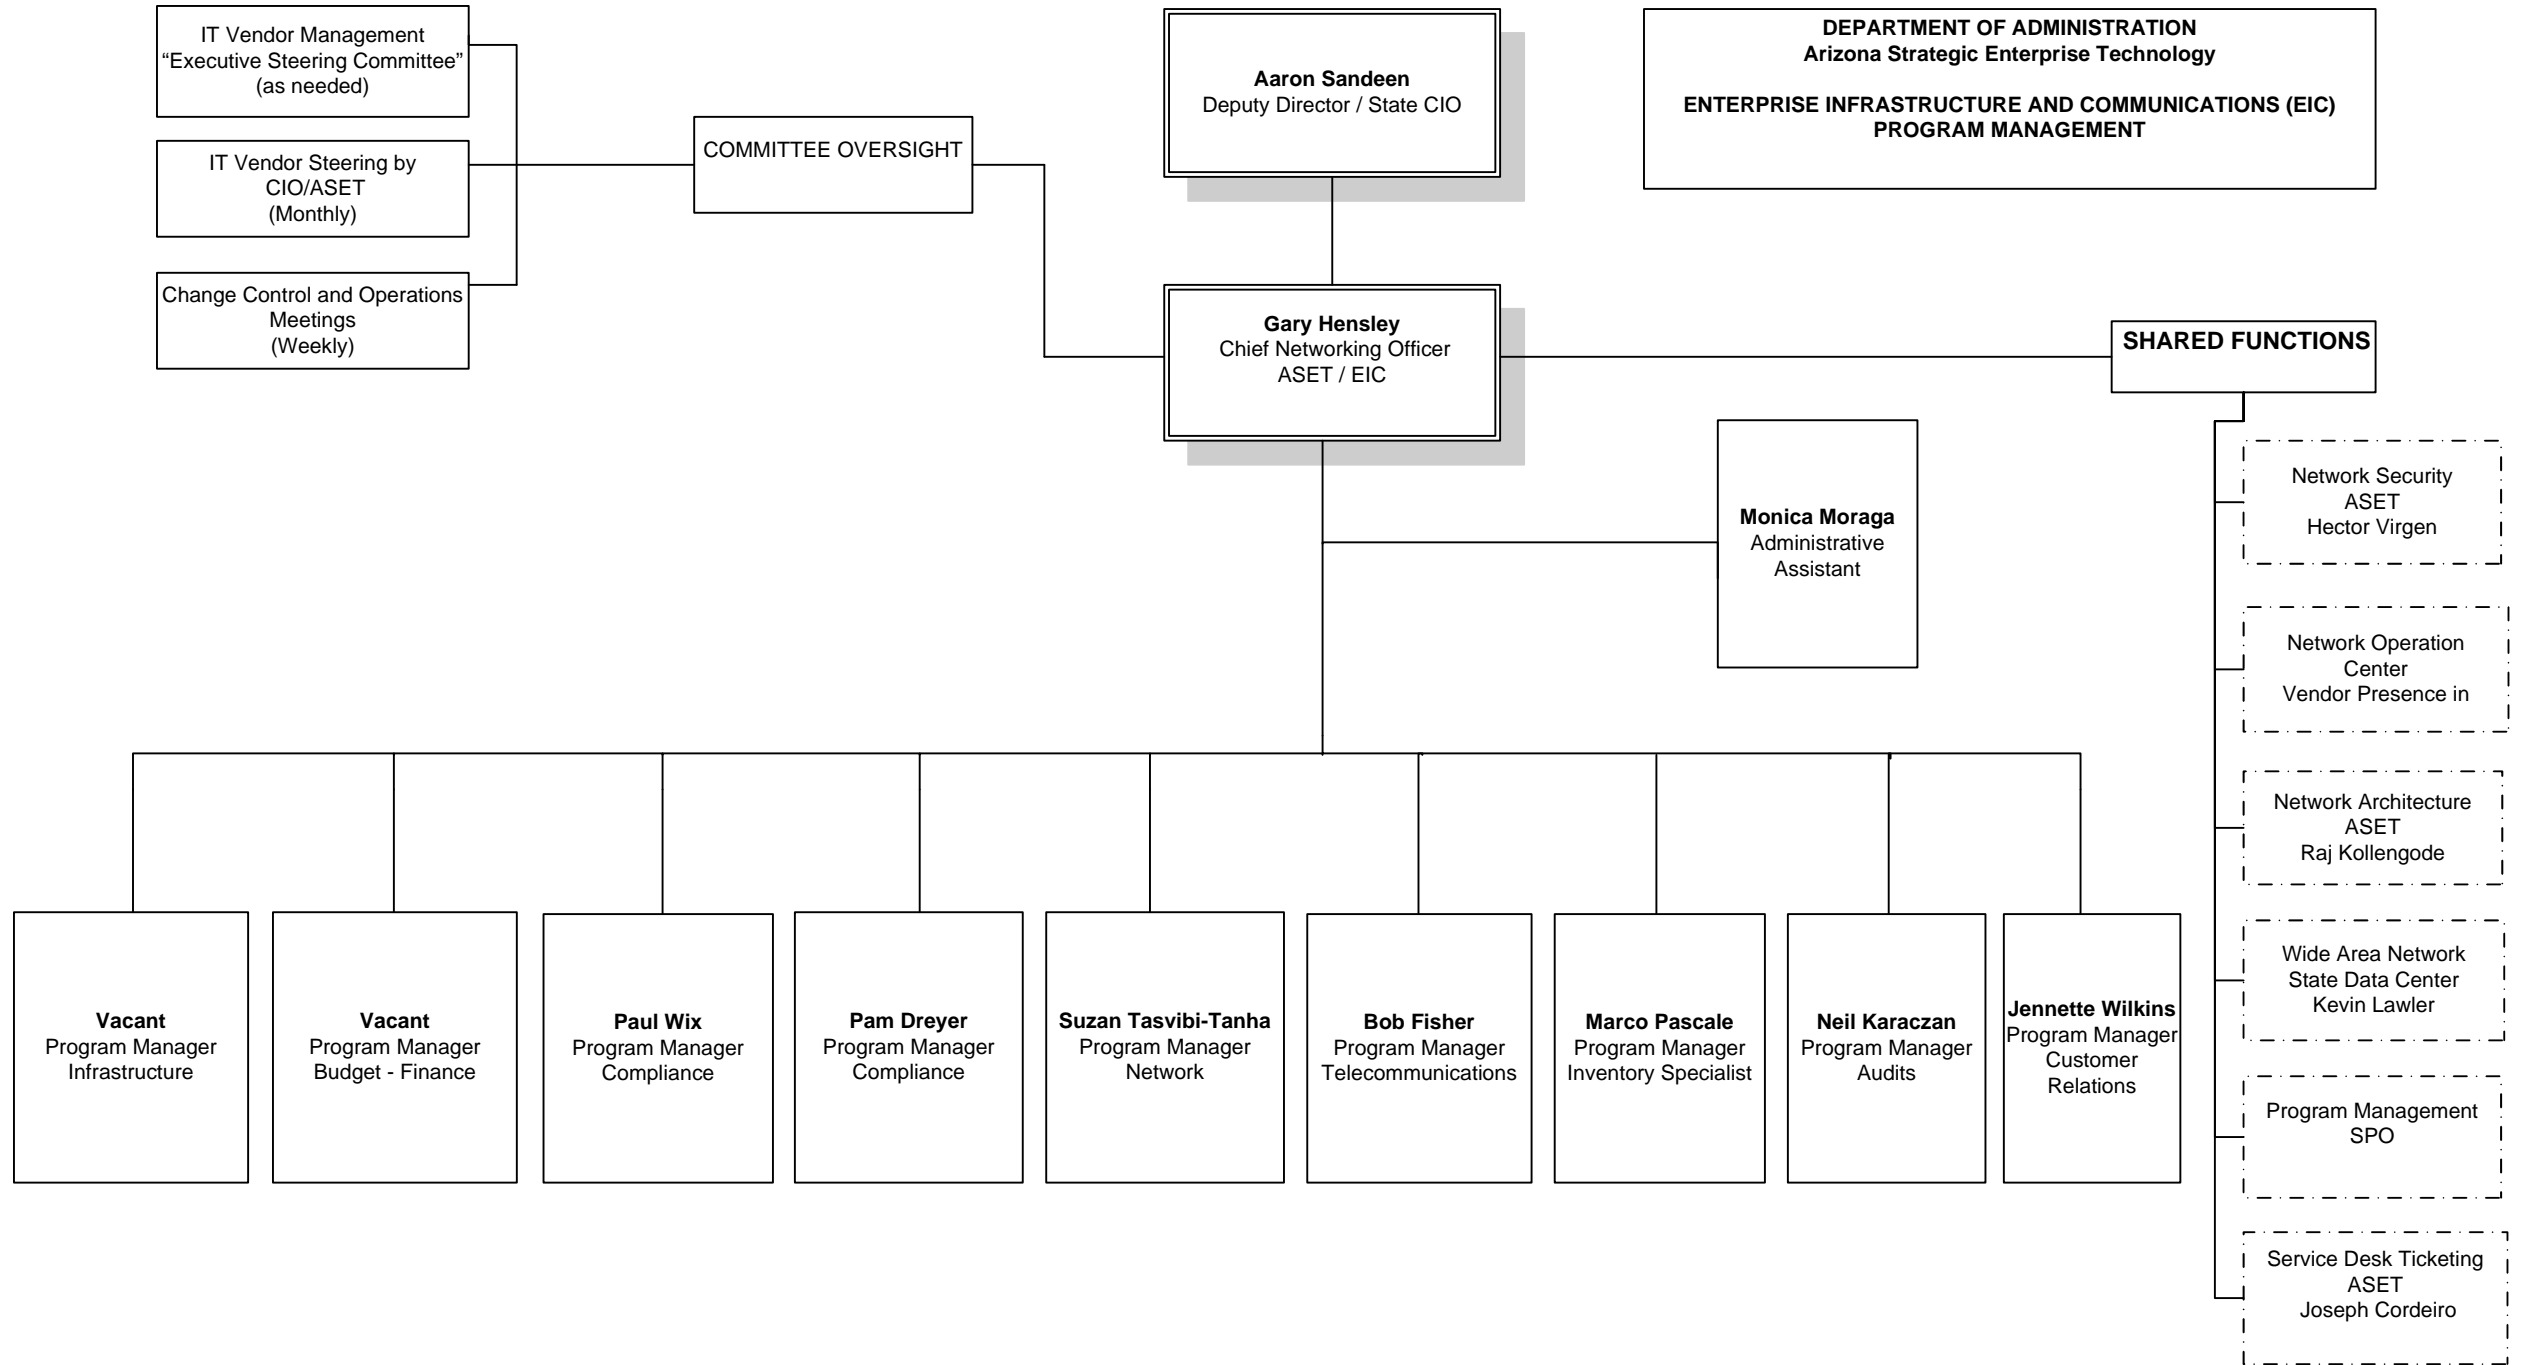 IT Vendor Management
“Executive Steering Committee”
(as needed)
IT Vendor Steering by
CIO/ASET
(Monthly)
Change Control and Operations
Meetings
(Weekly)
COMMITTEE OVERSIGHT
Aaron Sandeen
Deputy Director / State CIO
DEPARTMENT OF ADMINISTRATION
Arizona Strategic Enterprise Technology
ENTERPRISE INFRASTRUCTURE AND COMMUNICATIONS (EIC)
PROGRAM MANAGEMENT
Gary Hensley
Chief Networking Officer
ASET / EIC
SHARED FUNCTIONS
Monica Moraga
Administrative
Assistant
Network Security
ASET
Hector Virgen
Network Operation
Center
Vendor Presence in
Network Architecture
ASET
Raj Kollengode
Wide Area Network
State Data Center
Kevin Lawler
Program Management
SPO
Service Desk Ticketing
ASET
Joseph Cordeiro
Vacant
Program Manager
Infrastructure
Vacant
Program Manager
Budget - Finance
Paul Wix
Program Manager
Compliance
Pam Dreyer
Program Manager
Compliance
Suzan Tasvibi-Tanha
Program Manager
Network
Bob Fisher
Program Manager
Telecommunications
Marco Pascale
Program Manager
Inventory Specialist
Neil Karaczan
Program Manager
Audits
Jennette Wilkins
Program Manager
Customer
Relations